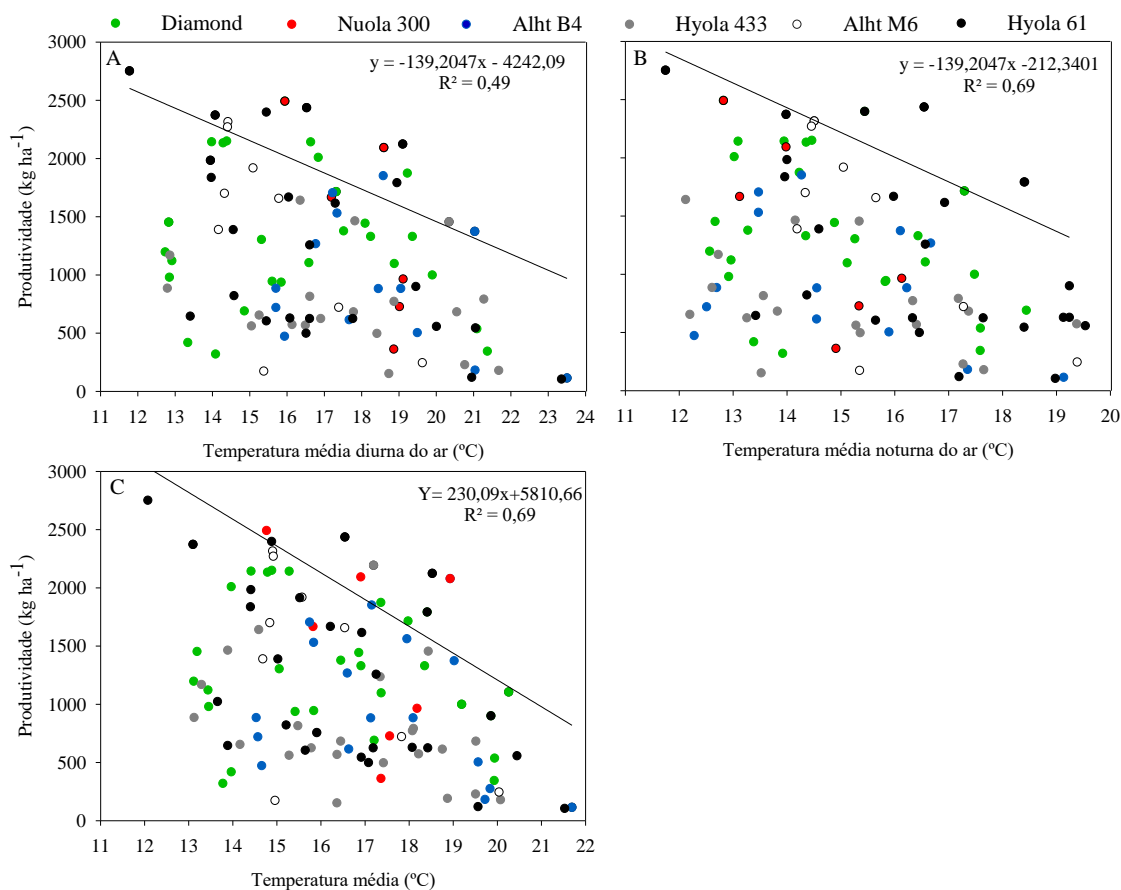 Diamond Nuola 300 Alht B4 Hyola 433 Alht M6 Hyola 61
A
y = -139,2047x - 4242,09
R² = 0,49
3000
2500
2000
1500
1000
500
0
Produtividade (kg ha⁻¹)
11 12 13 14 15 16 17 18 19 20 21 22 23 24
Temperatura média diurna do ar (ºC)
B
y = -139,2047x -212,3401
R² = 0,69
11 12 13 14 15 16 17 18 19 20
Temperatura média noturna do ar (ºC)
C
Y= 230,09x+5810,66
R² = 0,69
3000
2500
2000
1500
1000
500
0
Produtividade (kg ha⁻¹)
11 12 13 14 15 16 17 18 19 20 21 22
Temperatura média (ºC)